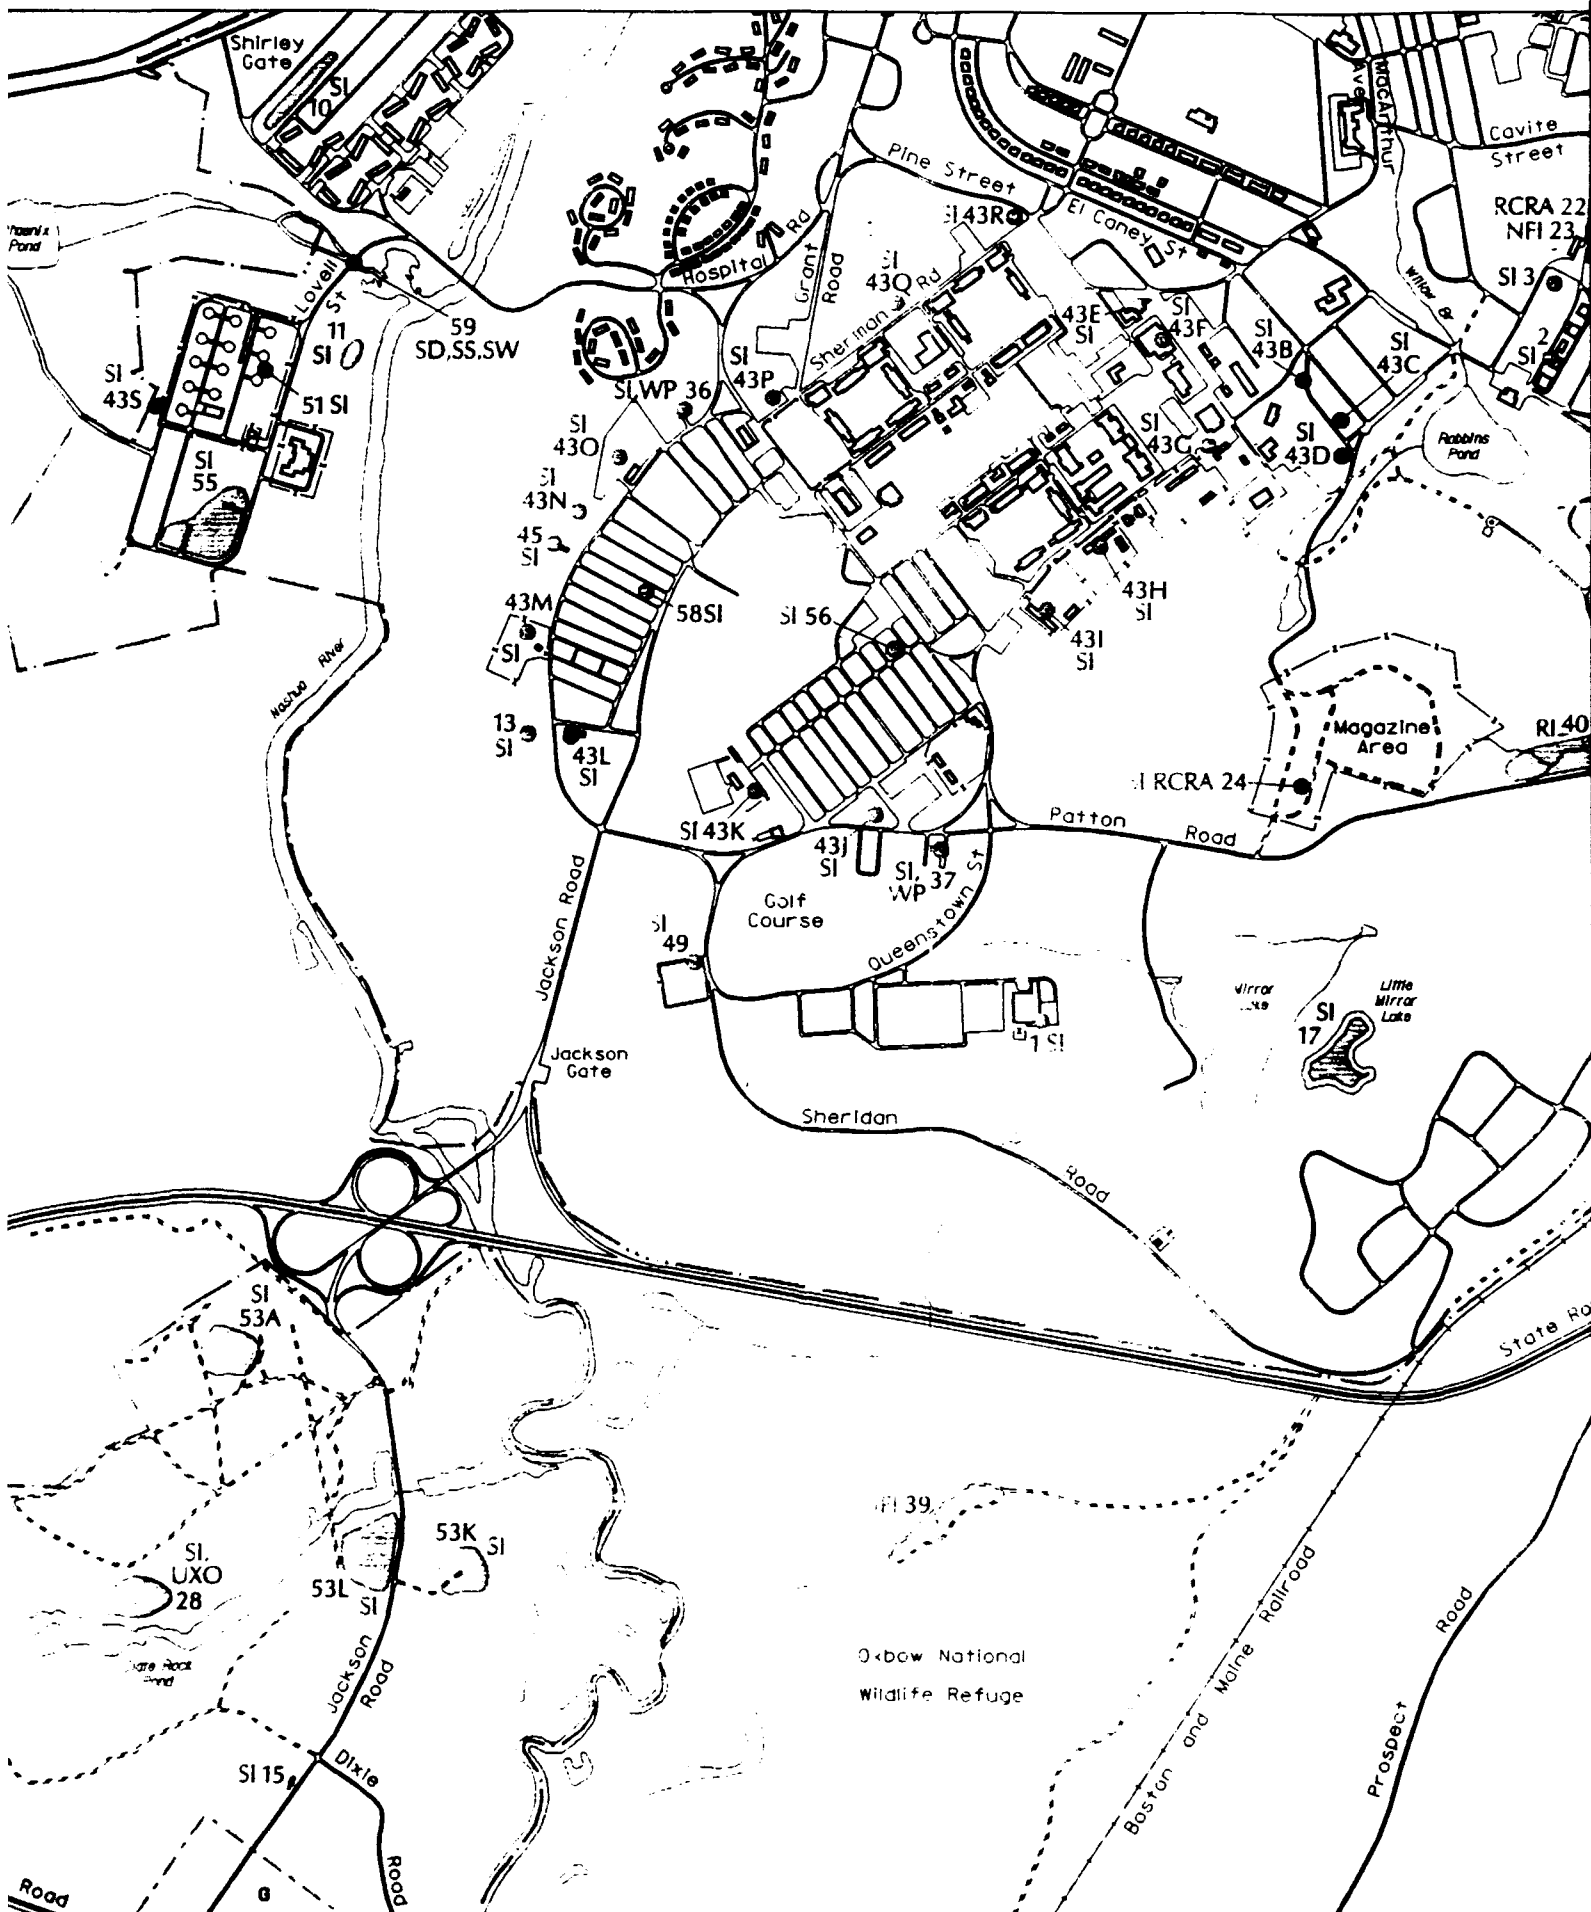 Shirley
Gate
SI
10
MacArthur
Ave
Cavite
Street
Pine Street
SI 43R
El Caney St
RCRA 22
NFI 23
SI 3
SI 2
Pond
Lovell
St
Hospital Rd
Grant
Road
SI
43Q
Sherman Rd
Willow Br
11
SI
59
SD,SS,SW
43E
SI
SI
43F
SI
43B
SI
43C
SI
43S
51 SI
SI
43P
SI,WP 36
SI
43O
SI
43G
SI
43D
Robbins
Pond
SI
55
SI
43N
45
SI
43H
SI
43M
SI
58SI
SI 56
43I
SI
Nashua River
13
SI
43L
SI
Magazine
Area
RI 40
SI RCRA 24
SI 43K
43J
SI
SI,
WP 37
Patton Road
Jackson Road
Golf
Course
Queenstown St
SI
49
Mirror
Little
Mirror
Lake
SI
17
1 SI
Jackson
Gate
Sheridan
Road
SI
53A
State
39
53K
SI
SI,
UXO
28
53L
SI
Rock
Pond
Jackson
Road
Oxbow National
Wildlife Refuge
Boston and Maine Railroad
Prospect Road
SI 15
Dixie
Road
G
Road